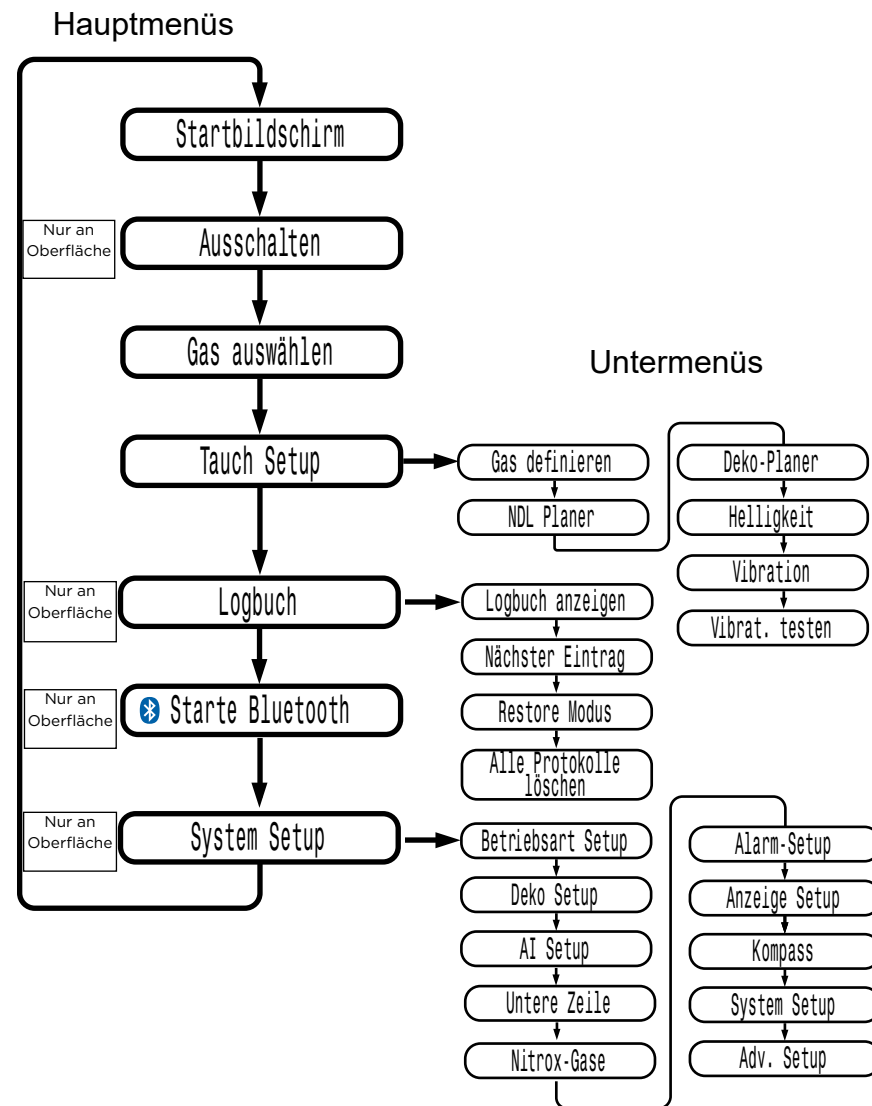 Hauptmenüs
Startbildschirm
Nur an
Oberfläche
Ausschalten
Gas auswählen
Untermenüs
Tauch Setup
Gas definieren
NDL Planer
Deko-Planer
Helligkeit
Vibration
Vibrat. testen
Nur an
Oberfläche
Logbuch
Logbuch anzeigen
Nächster Eintrag
Restore Modus
Alle Protokolle
löschen
Nur an
Oberfläche
Starte Bluetooth
Nur an
Oberfläche
System Setup
Betriebsart Setup
Deko Setup
AI Setup
Untere Zeile
Nitrox-Gase
Alarm-Setup
Anzeige Setup
Kompass
System Setup
Adv. Setup